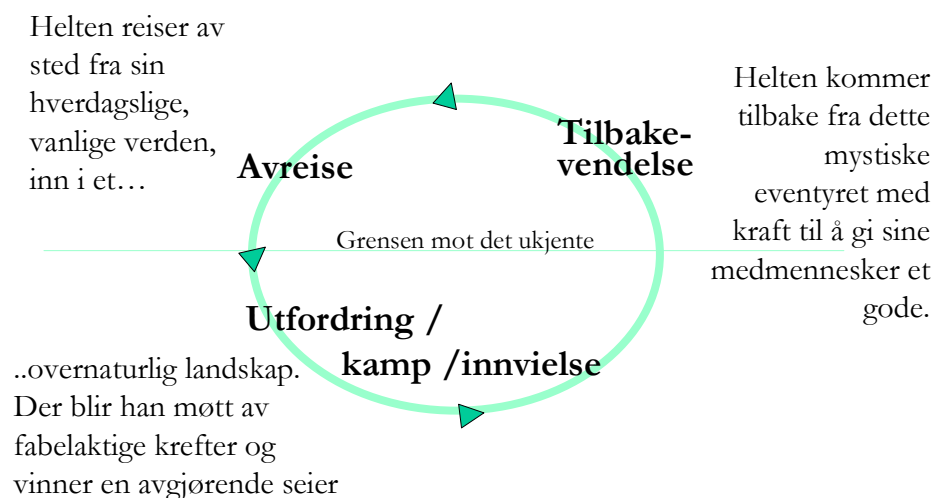 Helten reiser av
sted fra sin
hverdagslige,
vanlige verden,
inn i et…
Avreise
Tilbake-
vendelse
Helten kommer
tilbake fra dette
mystiske
eventyret med
kraft til å gi sine
medmennesker et
gode.
Grensen mot det ukjente
Utfordring /
kamp /innvielse
..overnaturlig landskap.
Der blir han møtt av
fabelaktige krefter og
vinner en avgjørende seier